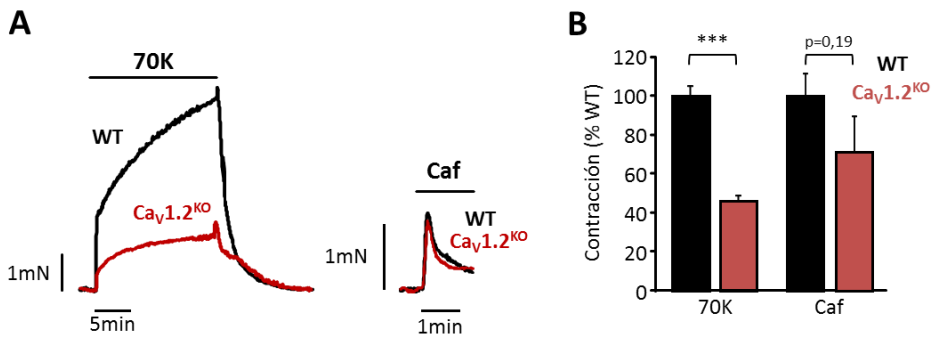 A
70K
WT
CaV1.2KO
1mN
5min
Caf
WT
CaV1.2KO
1mN
1min
B
Contracción (% WT)
120
100
80
60
40
20
0
***
p=0,19
WT
CaV1.2KO
70K
Caf